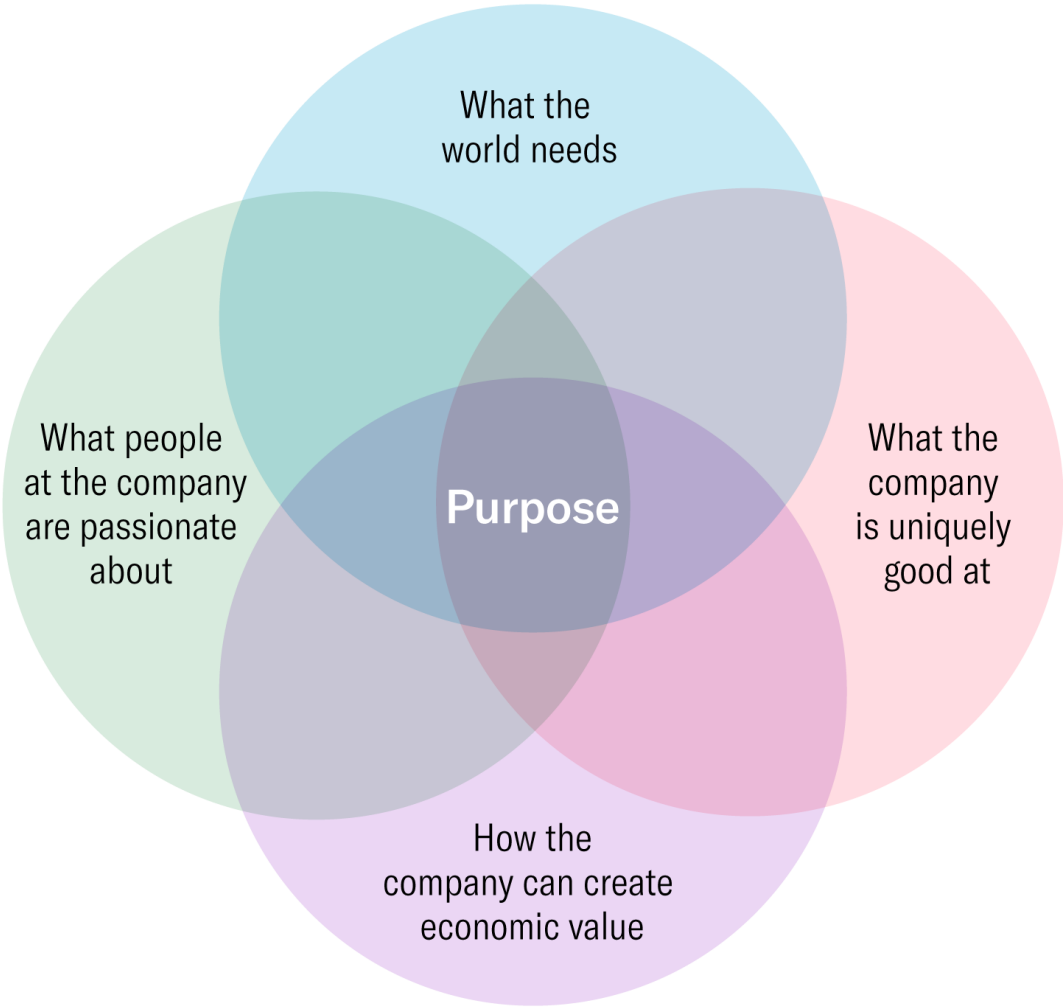 What the
world needs
What people
at the company
are passionate
about
Purpose
What the
company
is uniquely
good at
How the
company can create
economic value